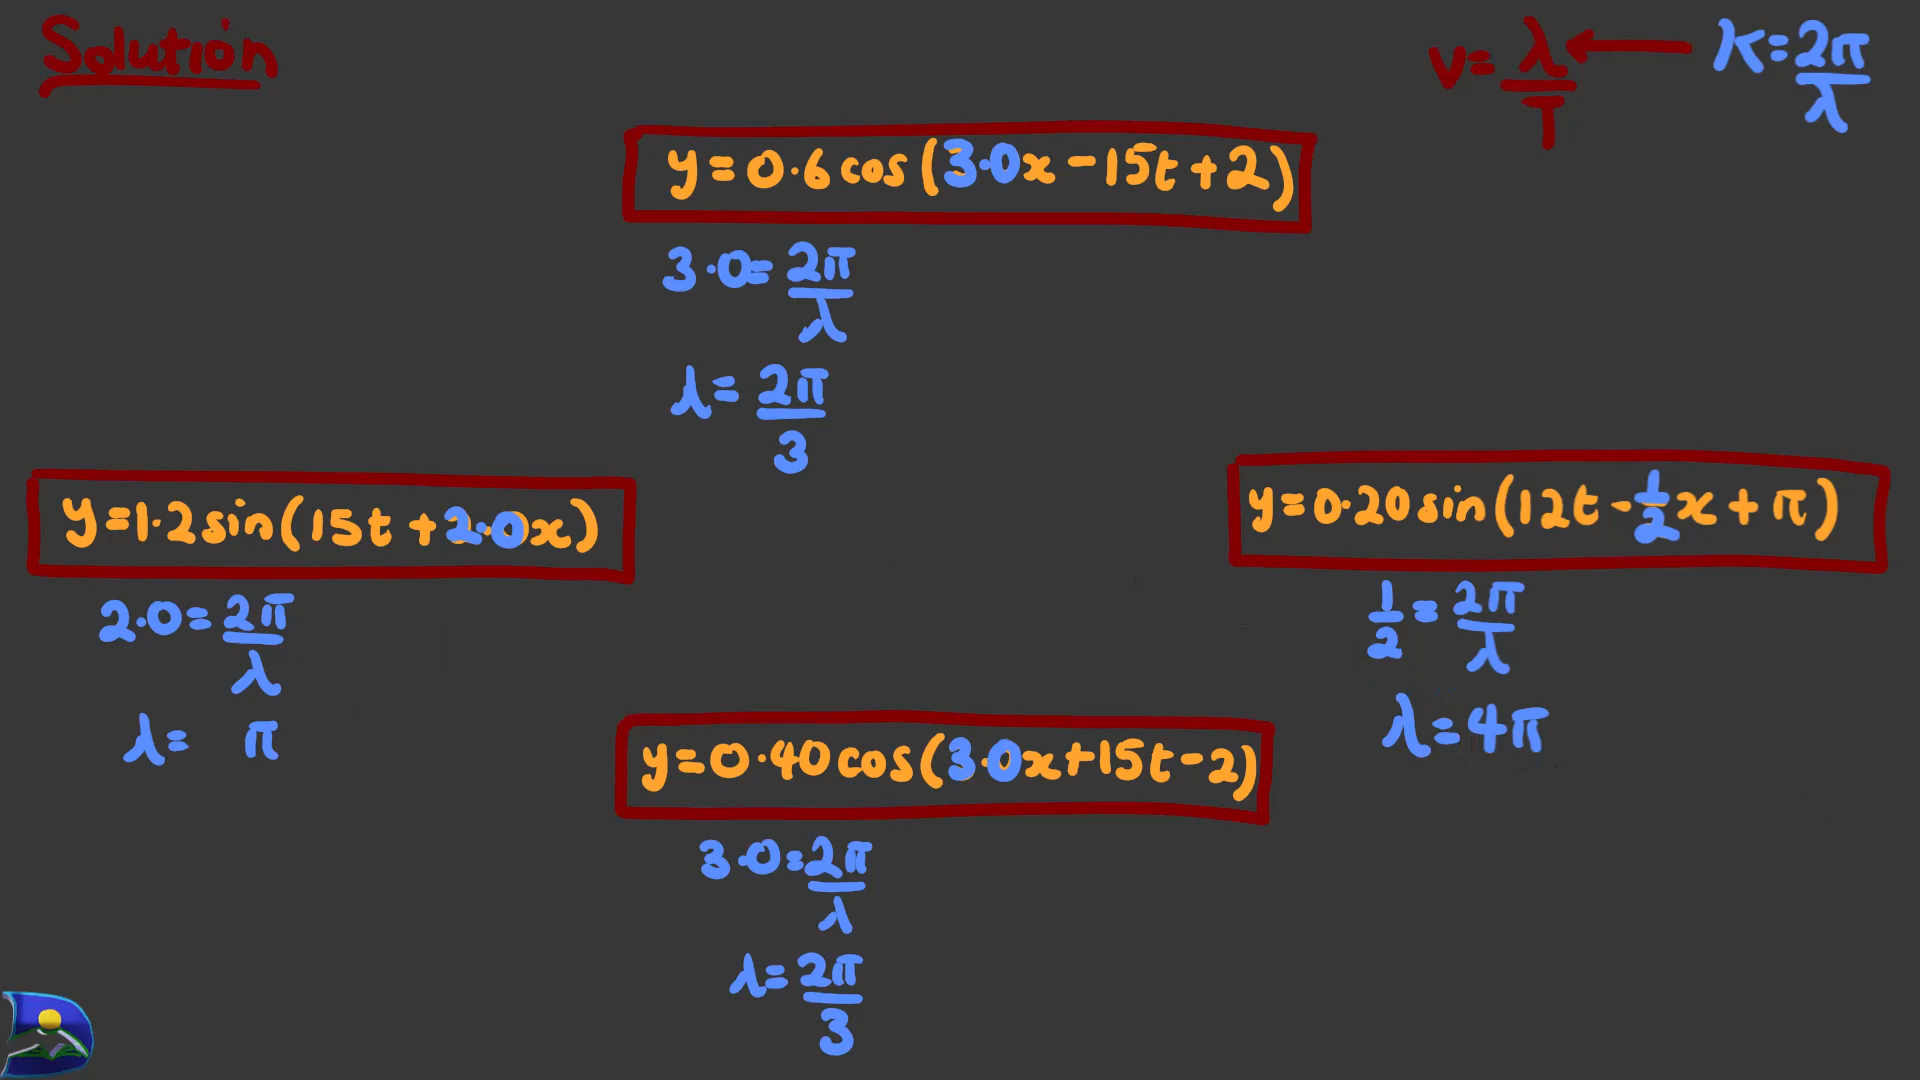 Solution
v = λ/T ← K = 2π/λ
y = 0·6 cos(3·0x − 15t + 2)
3·0 = 2π/λ
λ = 2π/3
y = 1·2 sin(15t + 2·0x)
2·0 = 2π/λ
λ = π
y = 0·20 sin(12t − 1/2 x + π)
1/2 = 2π/λ
λ = 4π
y = 0·40 cos(3·0x + 15t − 2)
3·0 = 2π/λ
λ = 2π/3